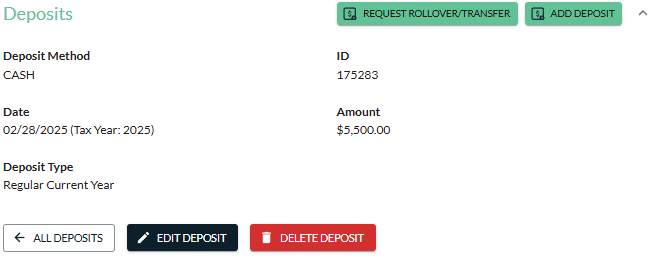 Deposits
REQUEST ROLLOVER/TRANSFER
ADD DEPOSIT
Deposit Method
CASH
ID
175283
Date
02/28/2025 (Tax Year: 2025)
Amount
$5,500.00
Deposit Type
Regular Current Year
ALL DEPOSITS
EDIT DEPOSIT
DELETE DEPOSIT